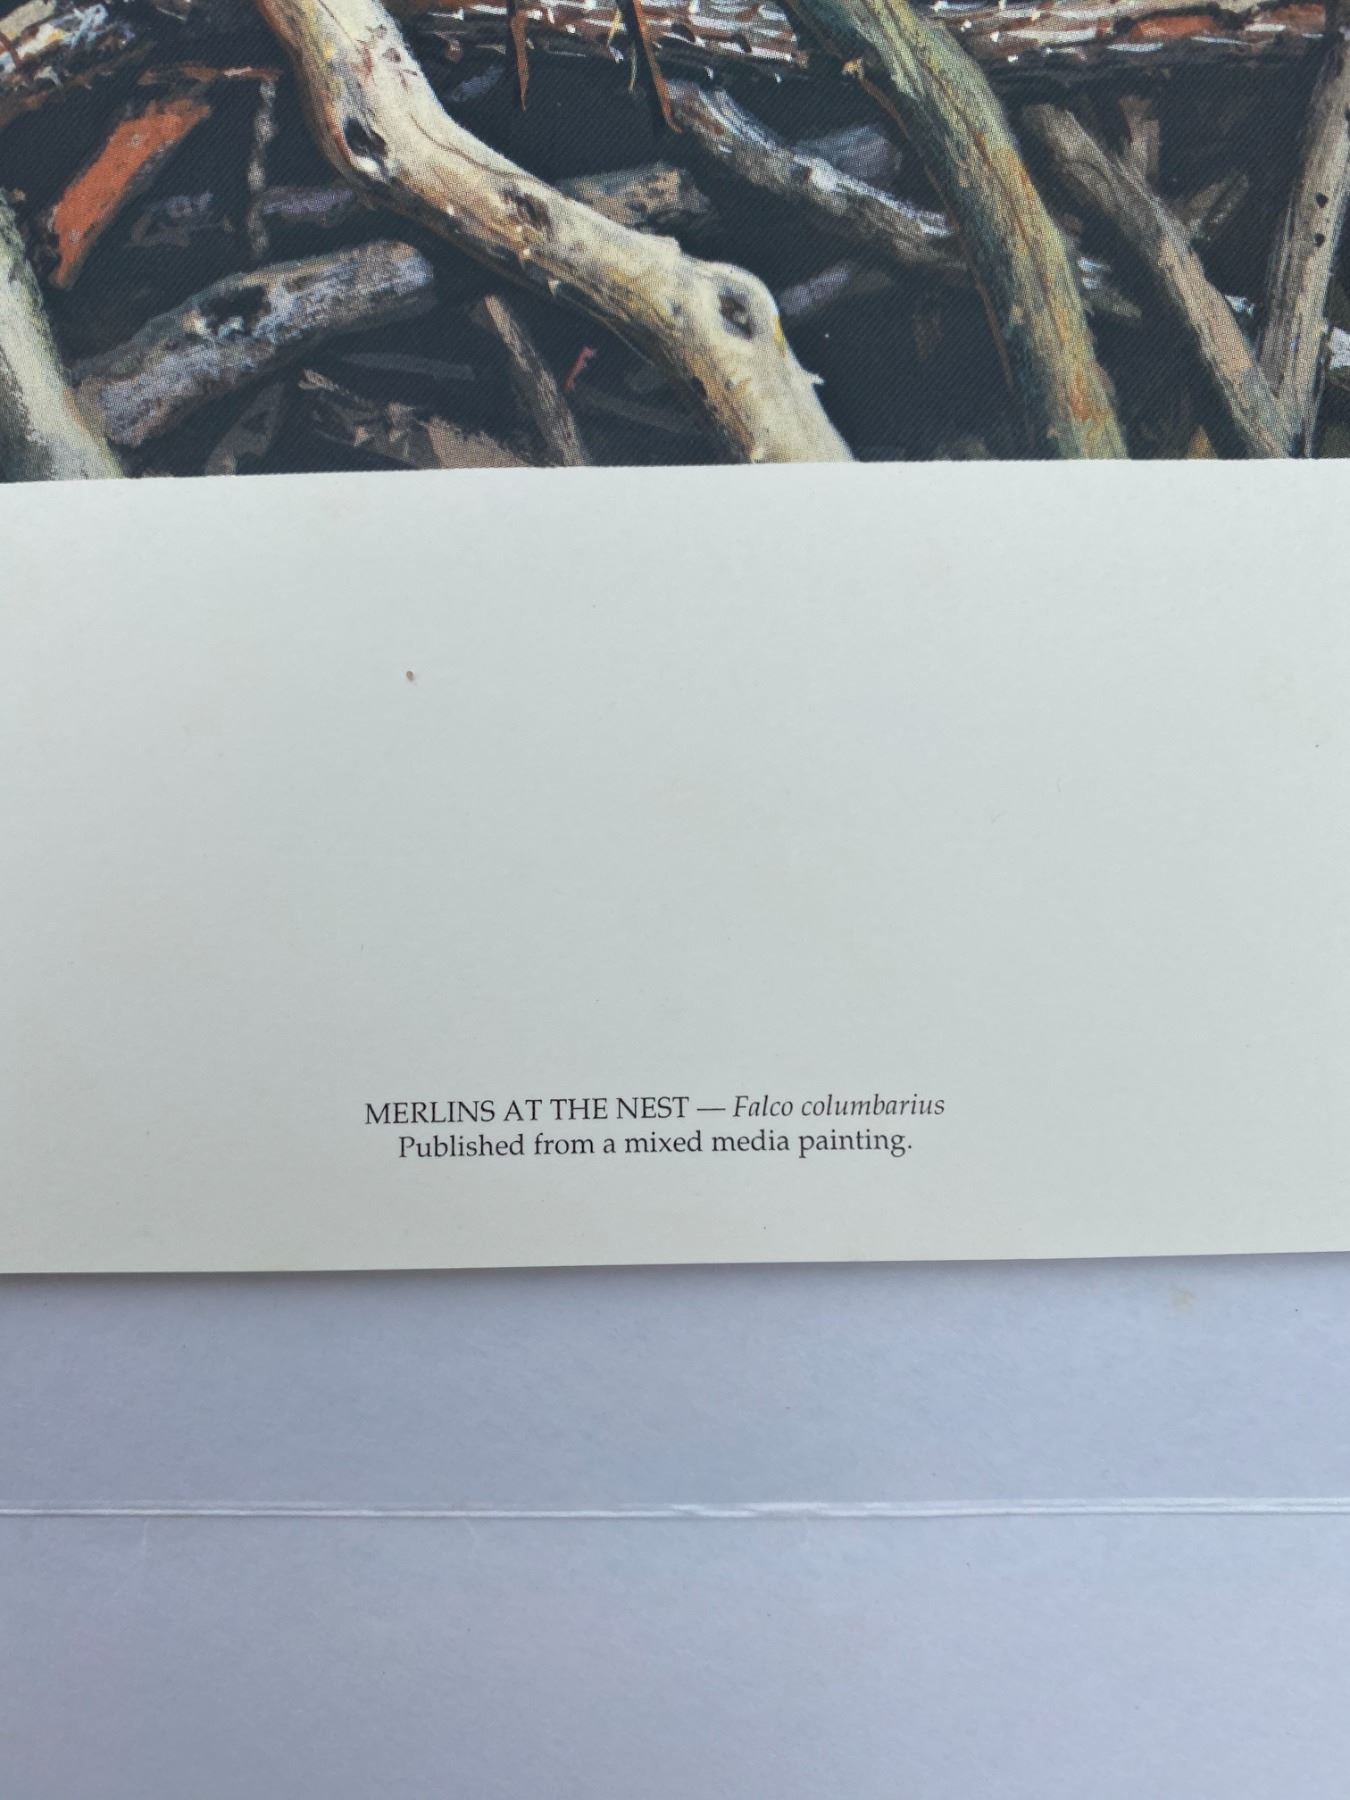 MERLINS AT THE NEST — Falco columbarius
Published from a mixed media painting.